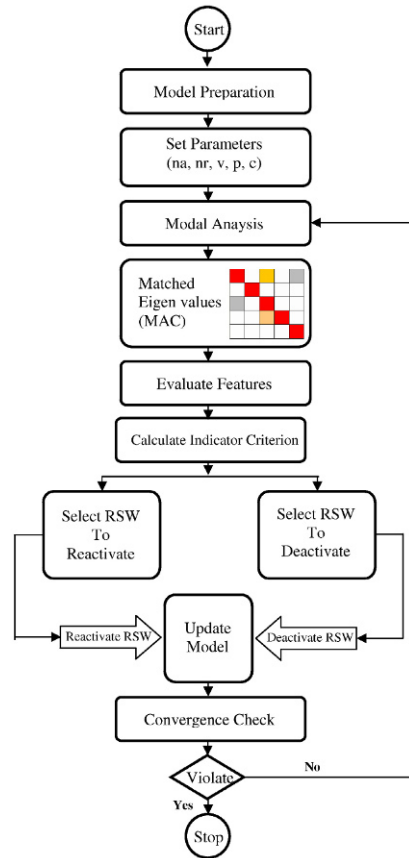 Start
Model Preparation
Set Parameters
(na, nr, v, p, c)
Modal Anaysis
Matched
Eigen values
(MAC)
Evaluate Features
Calculate Indicator Criterion
Select RSW
To
Reactivate
Select RSW
To
Deactivate
Reactivate RSW
Update
Model
Deactivate RSW
Convergence Check
Violate
No
Yes
Stop